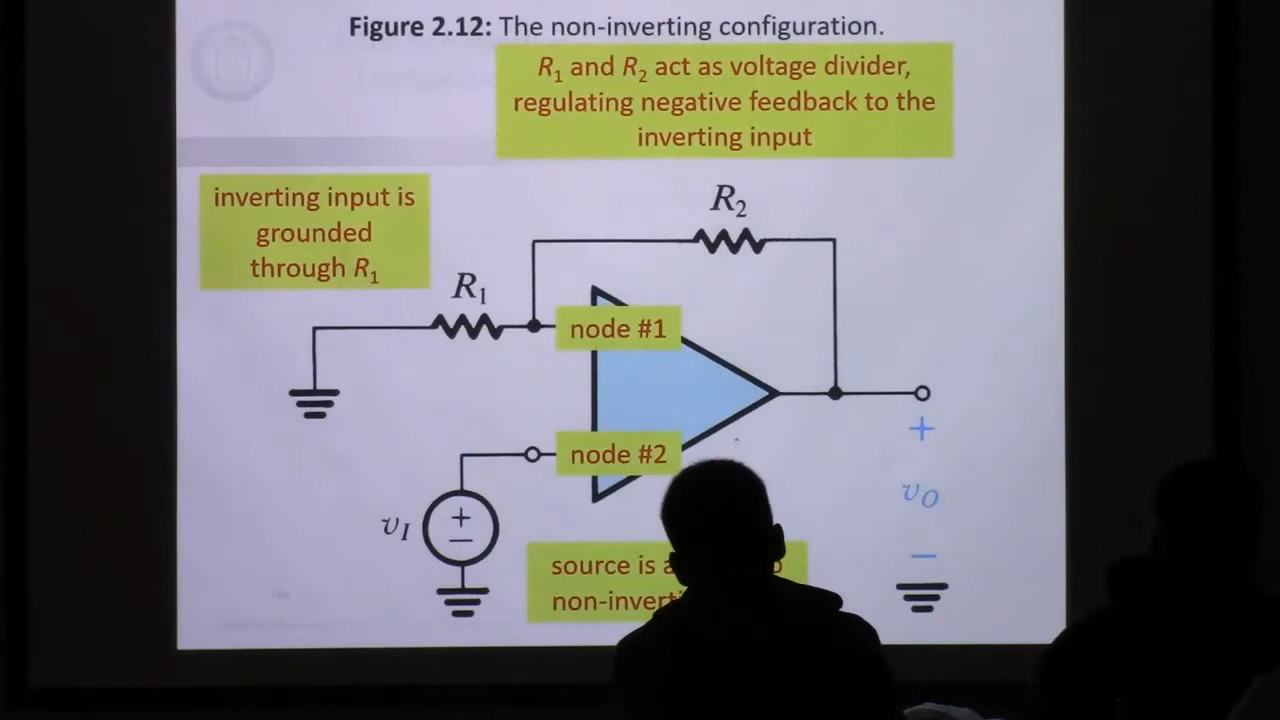 Figure 2.12: The non-inverting configuration.
R1 and R2 act as voltage divider,
regulating negative feedback to the
inverting input
inverting input is
grounded
through R1
R2
R1
node #1
node #2
+
vO
−
vI
+
−
source is
non-invert